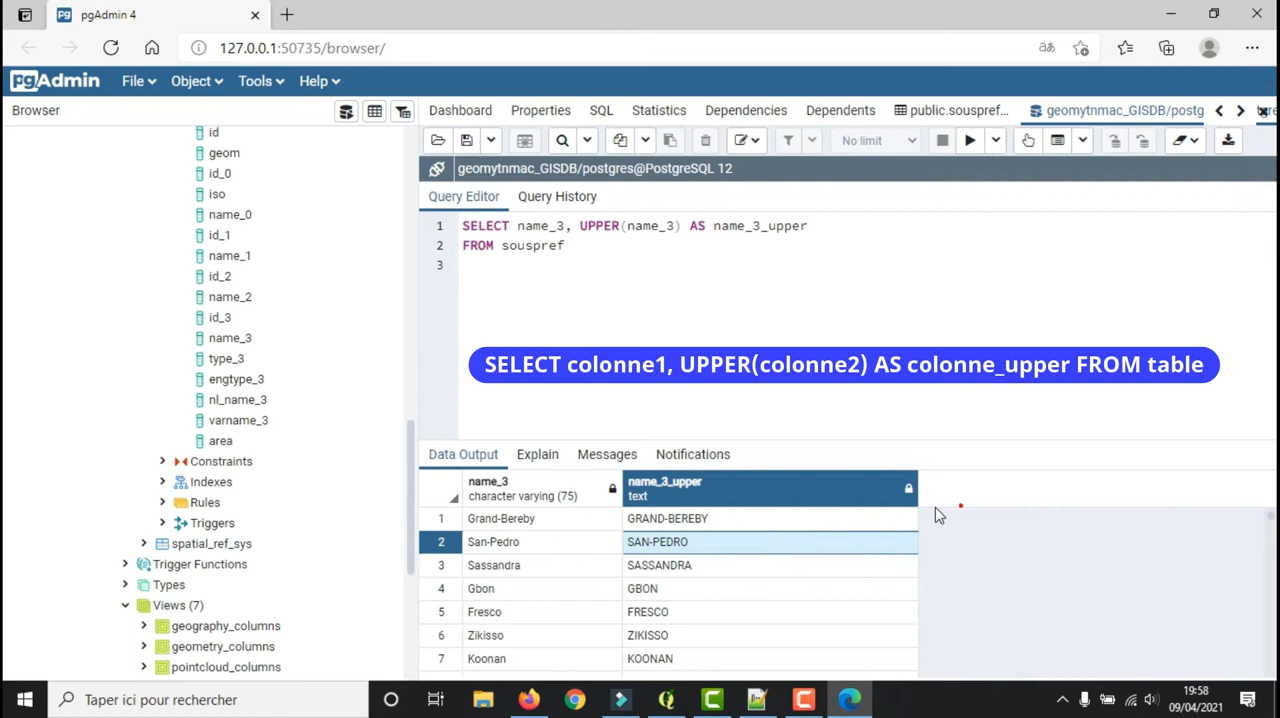 pgAdmin 4
127.0.0.1:50735/browser/
pgAdmin File Object Tools Help
Browser
Dashboard Properties SQL Statistics Dependencies Dependents public.souspref... geomytnmac_GISDB/postg
No limit
geomytnmac_GISDB/postgres@PostgreSQL 12
Query Editor Query History
1 SELECT name_3, UPPER(name_3) AS name_3_upper
2 FROM souspref
3
SELECT colonne1, UPPER(colonne2) AS colonne_upper FROM table
id
geom
id_0
iso
name_0
id_1
name_1
id_2
name_2
id_3
name_3
type_3
engtype_3
nl_name_3
varname_3
area
Constraints
Indexes
Rules
Triggers
spatial_ref_sys
Trigger Functions
Types
Views (7)
geography_columns
geometry_columns
pointcloud_columns
Data Output Explain Messages Notifications
name_3 name_3_upper
character varying (75) text
1 Grand-Bereby GRAND-BEREBY
2 San-Pedro SAN-PEDRO
3 Sassandra SASSANDRA
4 Gbon GBON
5 Fresco FRESCO
6 Zikisso ZIKISSO
7 Koonan KOONAN
Taper ici pour rechercher
19:58
09/04/2021